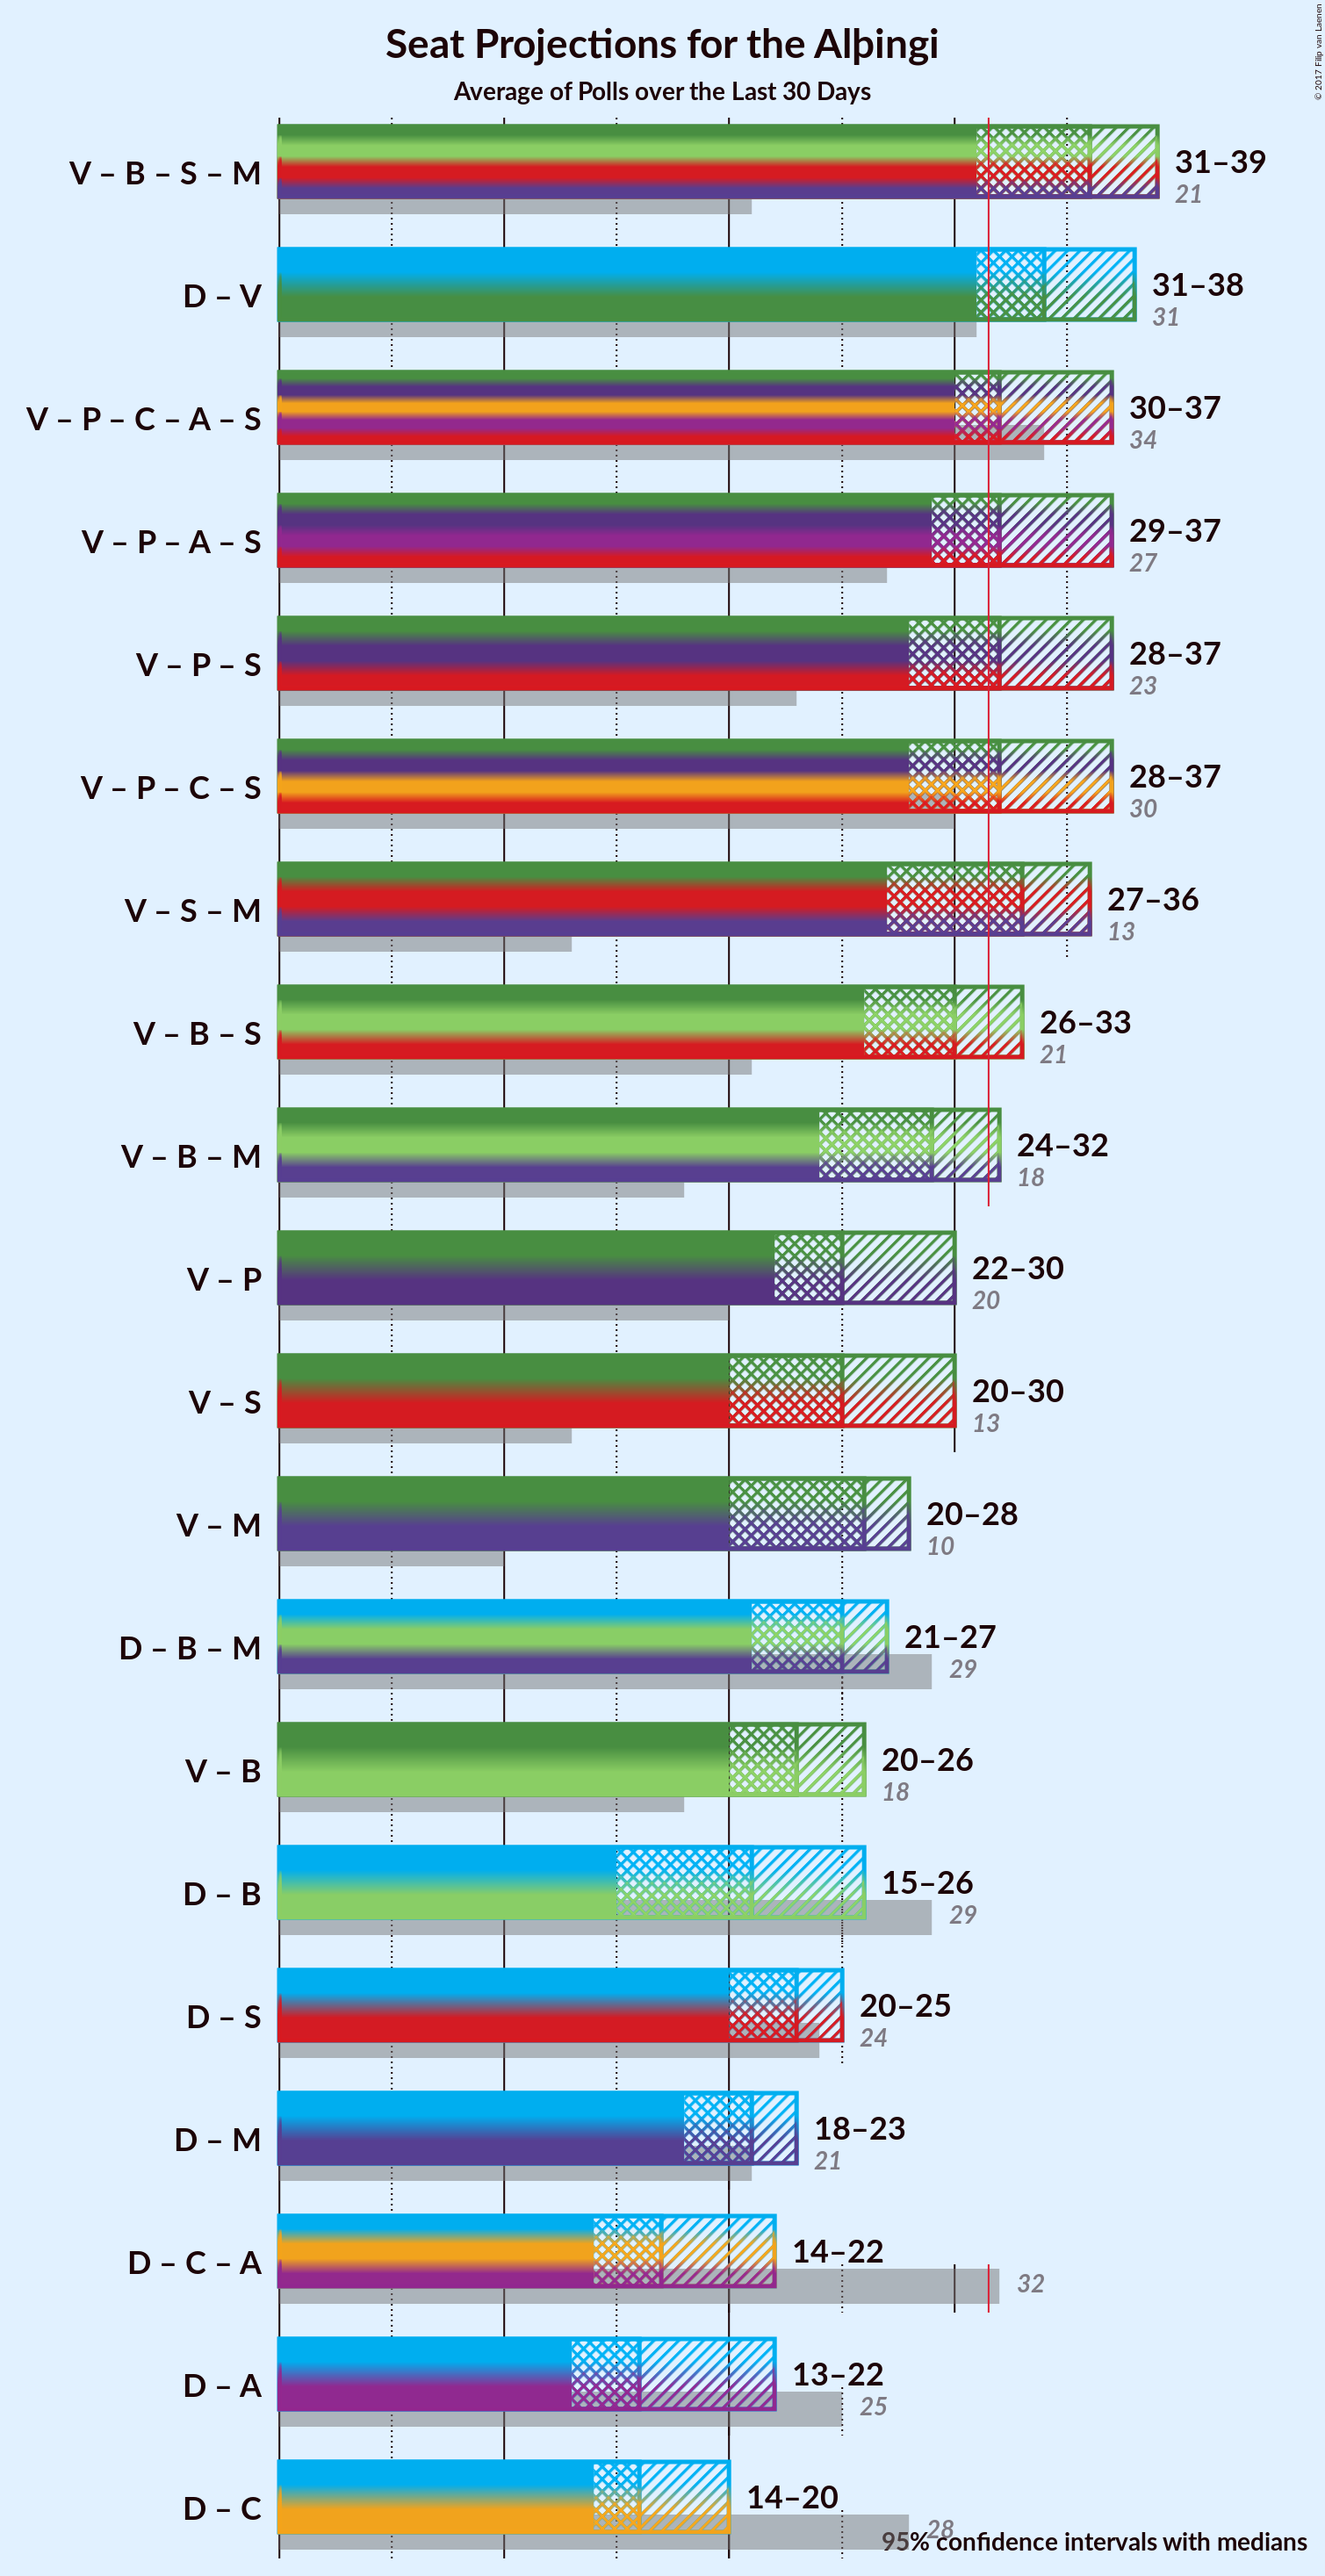 Seat Projections for the Alþingi
Average of Polls over the Last 30 Days
© 2017 Filip van Laenen
V – B – S – M 31–39
21
D – V 31–38
31
V – P – C – A – S 30–37
34
V – P – A – S 29–37
27
V – P – S 28–37
23
V – P – C – S 28–37
30
V – S – M 27–36
13
V – B – S 26–33
21
V – B – M 24–32
18
V – P 22–30
20
V – S 20–30
13
V – M 20–28
10
D – B – M 21–27
29
V – B 20–26
18
D – B 15–26
29
D – S 20–25
24
D – M 18–23
21
D – C – A 14–22
32
D – A 13–22
25
D – C 14–20
28
95% confidence intervals with medians